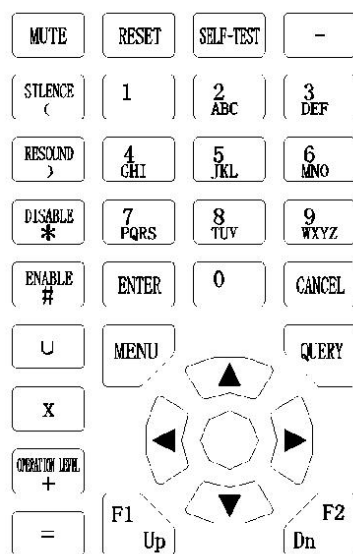 MUTE RESET SELF-TEST -
STLENCE 1 2 3
( ABC DEF
RESOUND 4 5 6
) GHI JKL MNO
DISABLE 7 8 9
* PQRS TUV WXYZ
ENABLE ENTER 0 CANCEL
#
U MENU QUERY
X
OPERATION LEVEL
+
F1 F2
= Up Dn